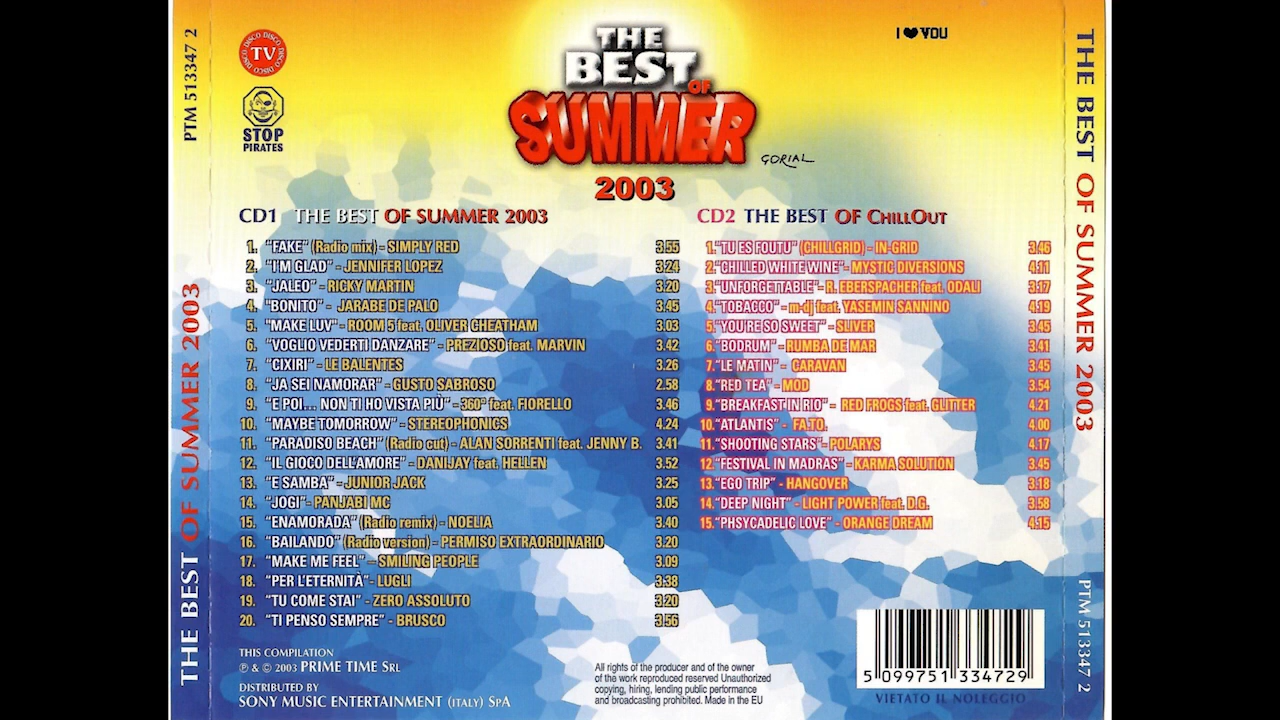 PTM 513347 2
THE BEST OF SUMMER 2003
DISCO DISCO DISCO DISCO
TV
STOP
PIRATES
THE
BEST
OF
SUMMER
GORIAL
2003
I ♥ YOU
CD1 THE BEST OF SUMMER 2003
1. "FAKE" (Radio mix) - SIMPLY RED 3.55
2. "I'M GLAD" - JENNIFER LOPEZ 3.24
3. "JALEO" - RICKY MARTIN 3.20
4. "BONITO" - JARABE DE PALO 3.45
5. "MAKE LUV" - ROOM 5 feat. OLIVER CHEATHAM 3.03
6. "VOGLIO VEDERTI DANZARE" - PREZIOSO feat. MARVIN 3.42
7. "CIXIRI" - LE BALENTES 3.26
8. "JA SEI NAMORAR" - GUSTO SABROSO 2.58
9. "E POI... NON TI HO VISTA PIÙ" - 360° feat. FIORELLO 3.46
10. "MAYBE TOMORROW" - STEREOPHONICS 4.24
11. "PARADISO BEACH" (Radio cut) - ALAN SORRENTI feat. JENNY B. 3.41
12. "IL GIOCO DELL'AMORE" - DANIJAY feat. HELLEN 3.52
13. "E SAMBA" - JUNIOR JACK 3.25
14. "JOGI" - PANJABI MC 3.05
15. "ENAMORADA" (Radio remix) - NOELIA 3.40
16. "BAILANDO" (Radio version) - PERMISO EXTRAORDINARIO 3.20
17. "MAKE ME FEEL" - SMILING PEOPLE 3.09
18. "PER L'ETERNITÀ" - LUGLI 3.38
19. "TU COME STAI" - ZERO ASSOLUTO 3.20
20. "TI PENSO SEMPRE" - BRUSCO 3.56
CD2 THE BEST OF CHILLOUT
1. "TU ES FOUTU" (CHILLGRID) - IN-GRID 3.46
2. "CHILLED WHITE WINE" - MYSTIC DIVERSIONS 4.11
3. "UNFORGETTABLE" - R. EBERSPACHER feat. ODALI 3.17
4. "TOBACCO" - m-dj feat. YASEMIN SANNINO 4.19
5. "YOU'RE SO SWEET" - SLIVER 3.45
6. "BODRUM" - RUMBA DE MAR 3.41
7. "LE MATIN" - CARAVAN 3.45
8. "RED TEA" - MOD 3.54
9. "BREAKFAST IN RIO" - RED FROGS feat. GLITTER 4.21
10. "ATLANTIS" - FA.TO. 4.00
11. "SHOOTING STARS" - POLARYS 4.17
12. "FESTIVAL IN MADRAS" - KARMA SOLUTION 3.45
13. "EGO TRIP" - HANGOVER 3.18
14. "DEEP NIGHT" - LIGHT POWER feat. D.G. 3.58
15. "PHSYCADELIC LOVE" - ORANGE DREAM 4.15
THIS COMPILATION
℗ & © 2003 PRIME TIME SRL
DISTRIBUTED BY
SONY MUSIC ENTERTAINMENT (ITALY) SPA
All rights of the producer and of the owner
of the work reproduced reserved Unauthorized
copying, hiring, lending public performance
and broadcasting prohibited. Made in the EU
5 099751 334729
VIETATO IL NOLEGGIO
THE BEST OF SUMMER 2003
PTM 513347 2